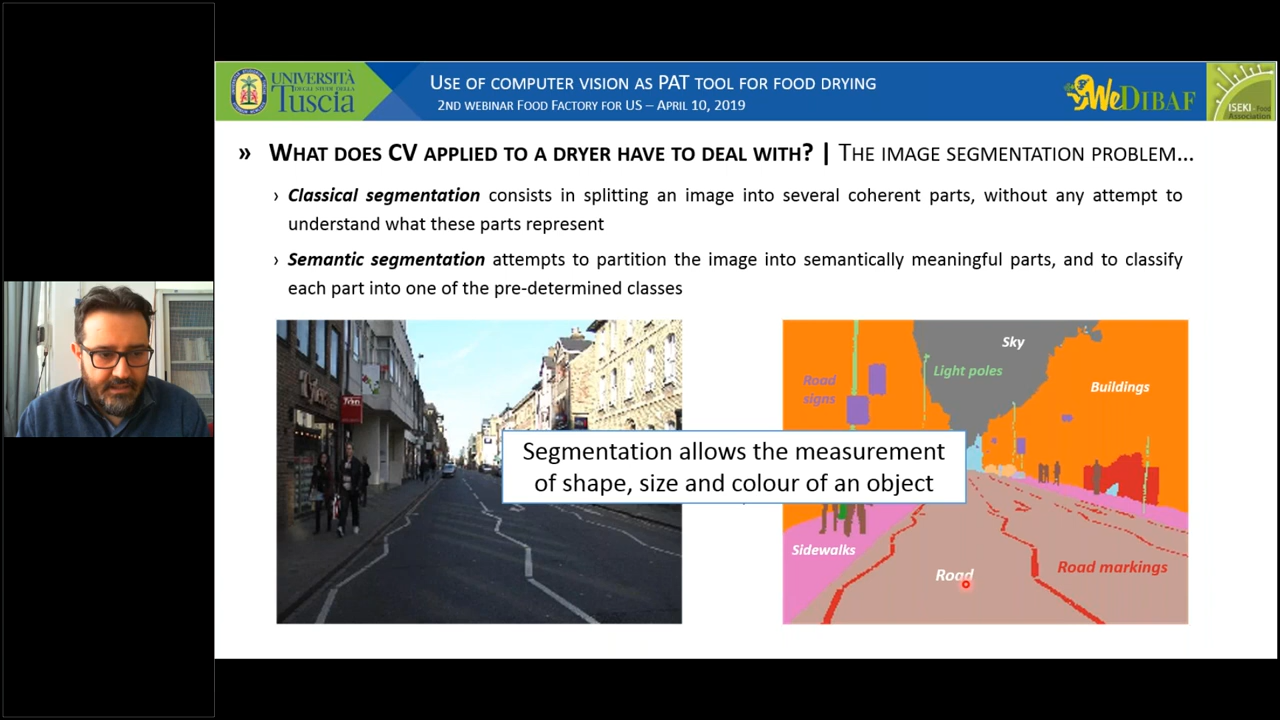 UNIVERSITÀ
DEGLI STUDI DELLA
Tuscia
USE OF COMPUTER VISION AS PAT TOOL FOR FOOD DRYING
2ND WEBINAR FOOD FACTORY FOR US – APRIL 10, 2019
WeDIBAF
ISEKI Food
Association
» WHAT DOES CV APPLIED TO A DRYER HAVE TO DEAL WITH? | THE IMAGE SEGMENTATION PROBLEM...
› Classical segmentation consists in splitting an image into several coherent parts, without any attempt to
understand what these parts represent
› Semantic segmentation attempts to partition the image into semantically meaningful parts, and to classify
each part into one of the pre-determined classes
Sky
Light poles
Road
signs
Buildings
Segmentation allows the measurement
of shape, size and colour of an object
Sidewalks
Road
Road markings